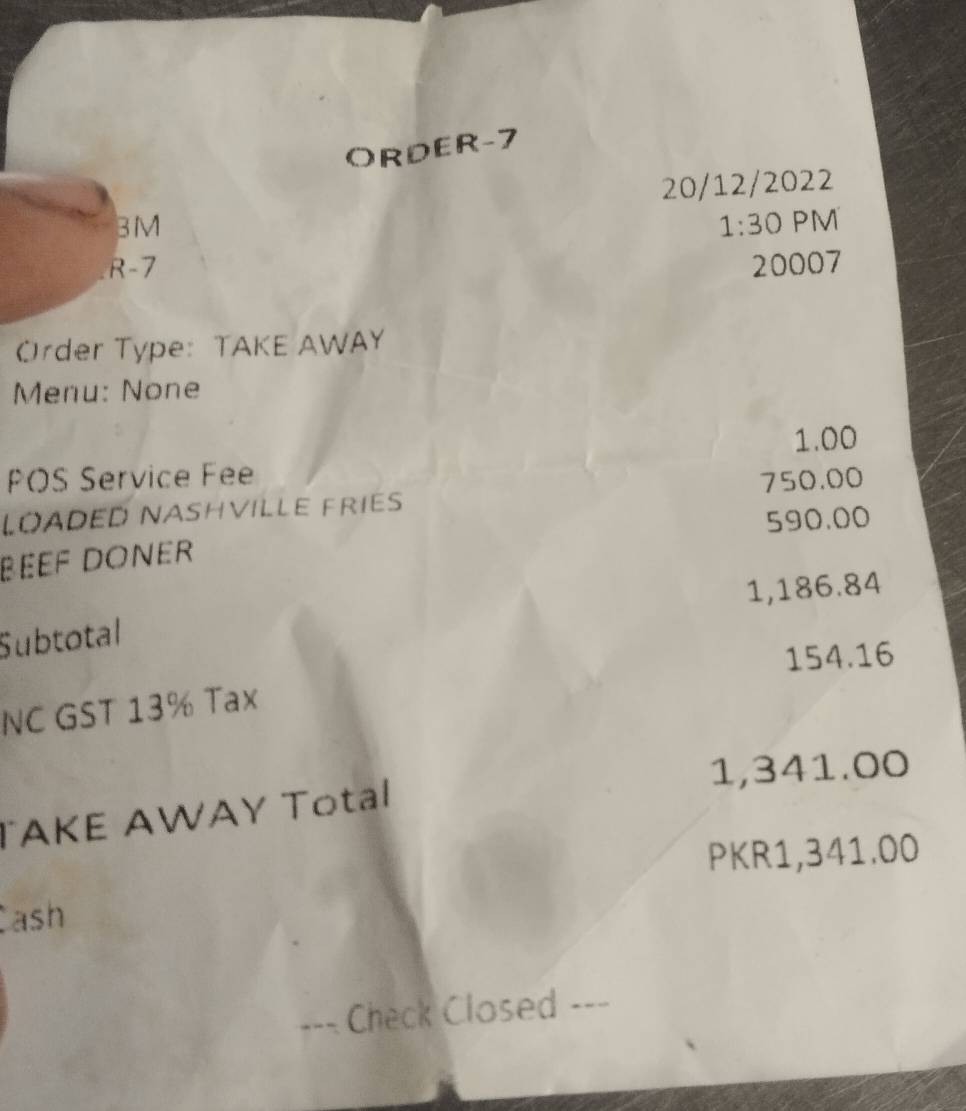 ORDER-7
20/12/2022
3M 1:30 PM
R-7 20007
Order Type: TAKE AWAY
Menu: None
POS Service Fee 1.00
LOADED NASHVILLE FRIES 750.00
BEEF DONER 590.00
Subtotal 1,186.84
NC GST 13% Tax 154.16
TAKE AWAY Total 1,341.00
Cash PKR1,341.00
--- Check Closed ---